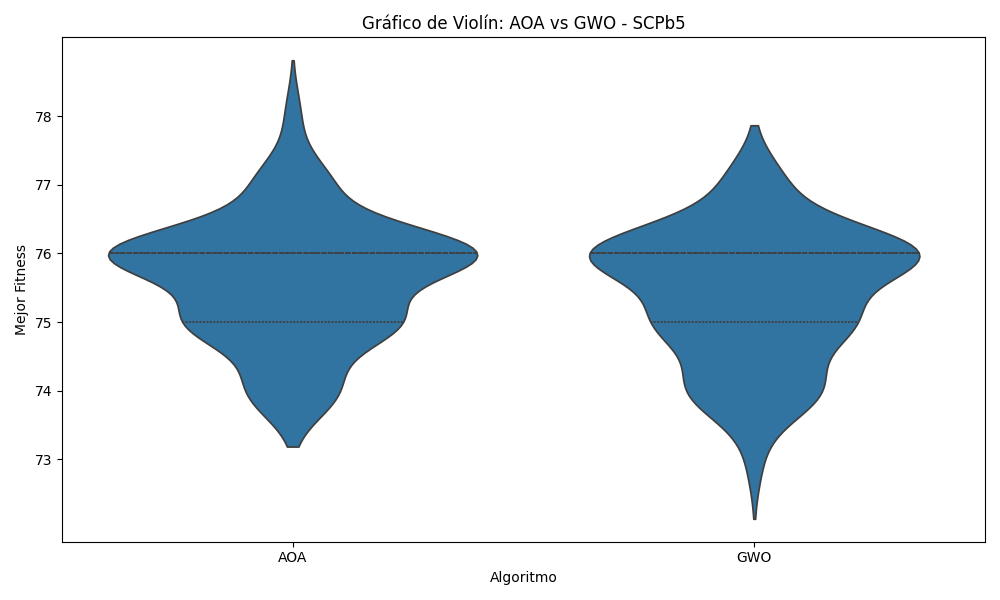 Gráfico de Violín: AOA vs GWO - SCPb5
Mejor Fitness
78
77
76
75
74
73
AOA
GWO
Algoritmo